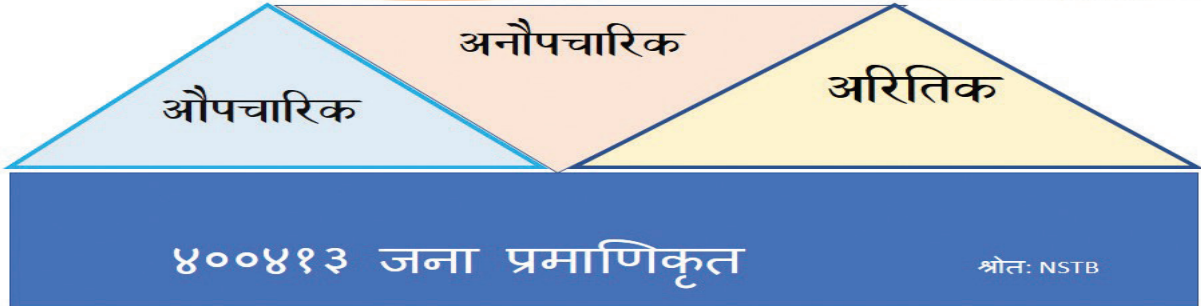 अनौपचारिक
औपचारिक
अरितिक
४००४१३ जना प्रमाणिकृत
श्रोत: NSTB